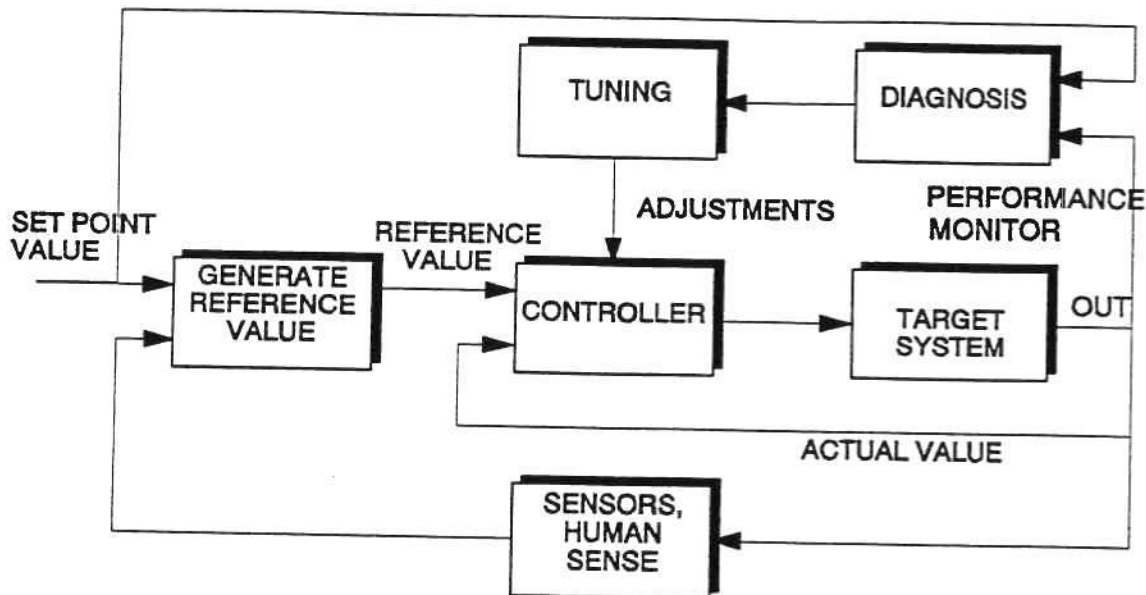 TUNING
DIAGNOSIS
ADJUSTMENTS
PERFORMANCE
MONITOR
SET POINT
VALUE
REFERENCE
VALUE
GENERATE
REFERENCE
VALUE
CONTROLLER
TARGET
SYSTEM
OUT
ACTUAL VALUE
SENSORS,
HUMAN
SENSE